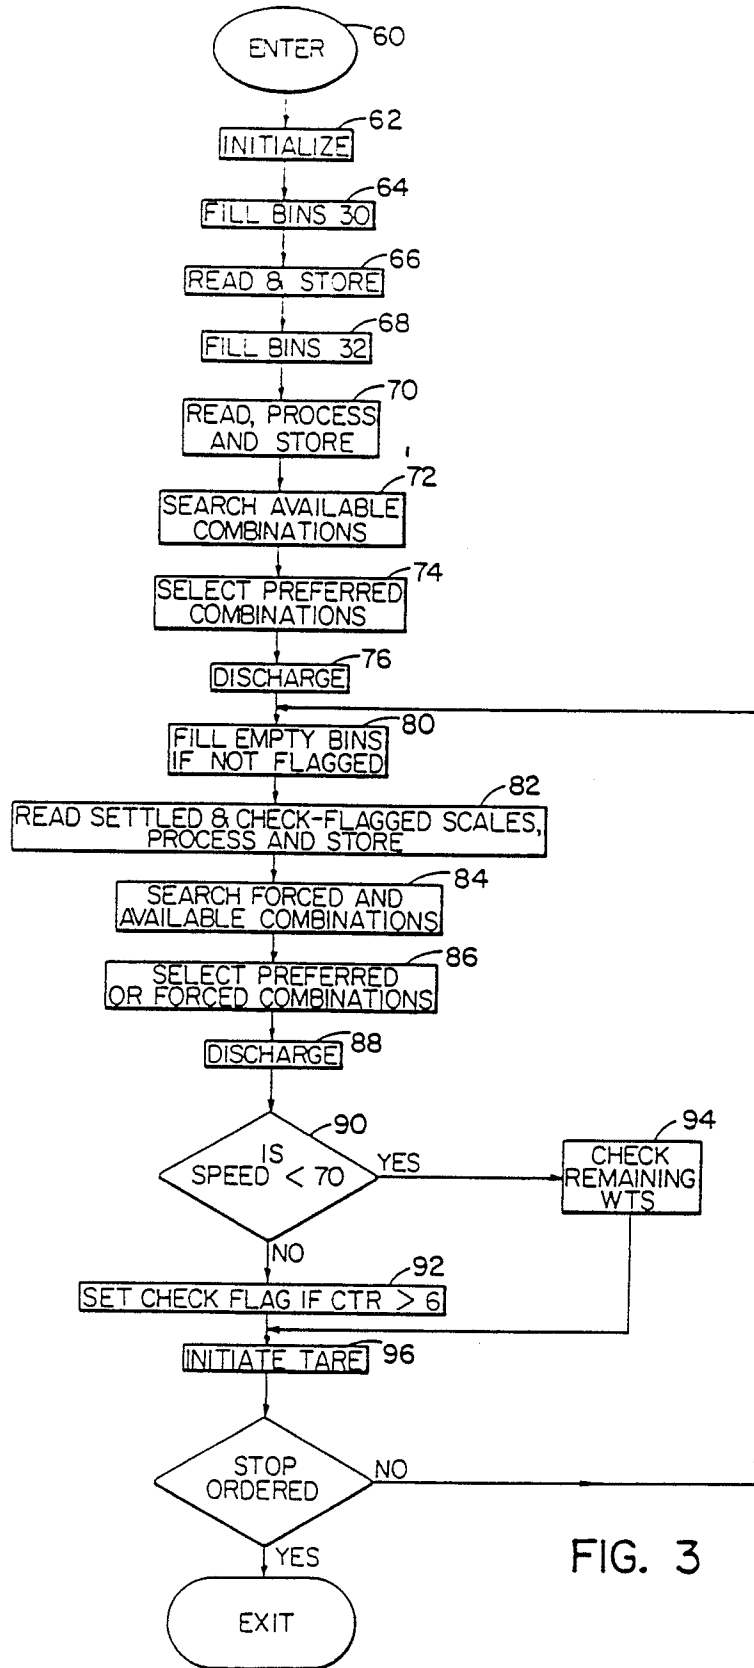 ENTER
60
62
INITIALIZE
64
FILL BINS 30
66
READ & STORE
68
FILL BINS 32
70
READ, PROCESS
AND STORE
72
SEARCH AVAILABLE
COMBINATIONS
74
SELECT PREFERRED
COMBINATIONS
76
DISCHARGE
80
FILL EMPTY BINS
IF NOT FLAGGED
82
READ SETTLED & CHECK-FLAGGED SCALES,
PROCESS AND STORE
84
SEARCH FORCED AND
AVAILABLE COMBINATIONS
86
SELECT PREFERRED
OR FORCED COMBINATIONS
88
DISCHARGE
90
IS
SPEED < 70
YES
94
CHECK
REMAINING
WTS
NO
92
SET CHECK FLAG IF CTR > 6
INITIATE TARE
96
STOP
ORDERED
NO
YES
EXIT
FIG. 3